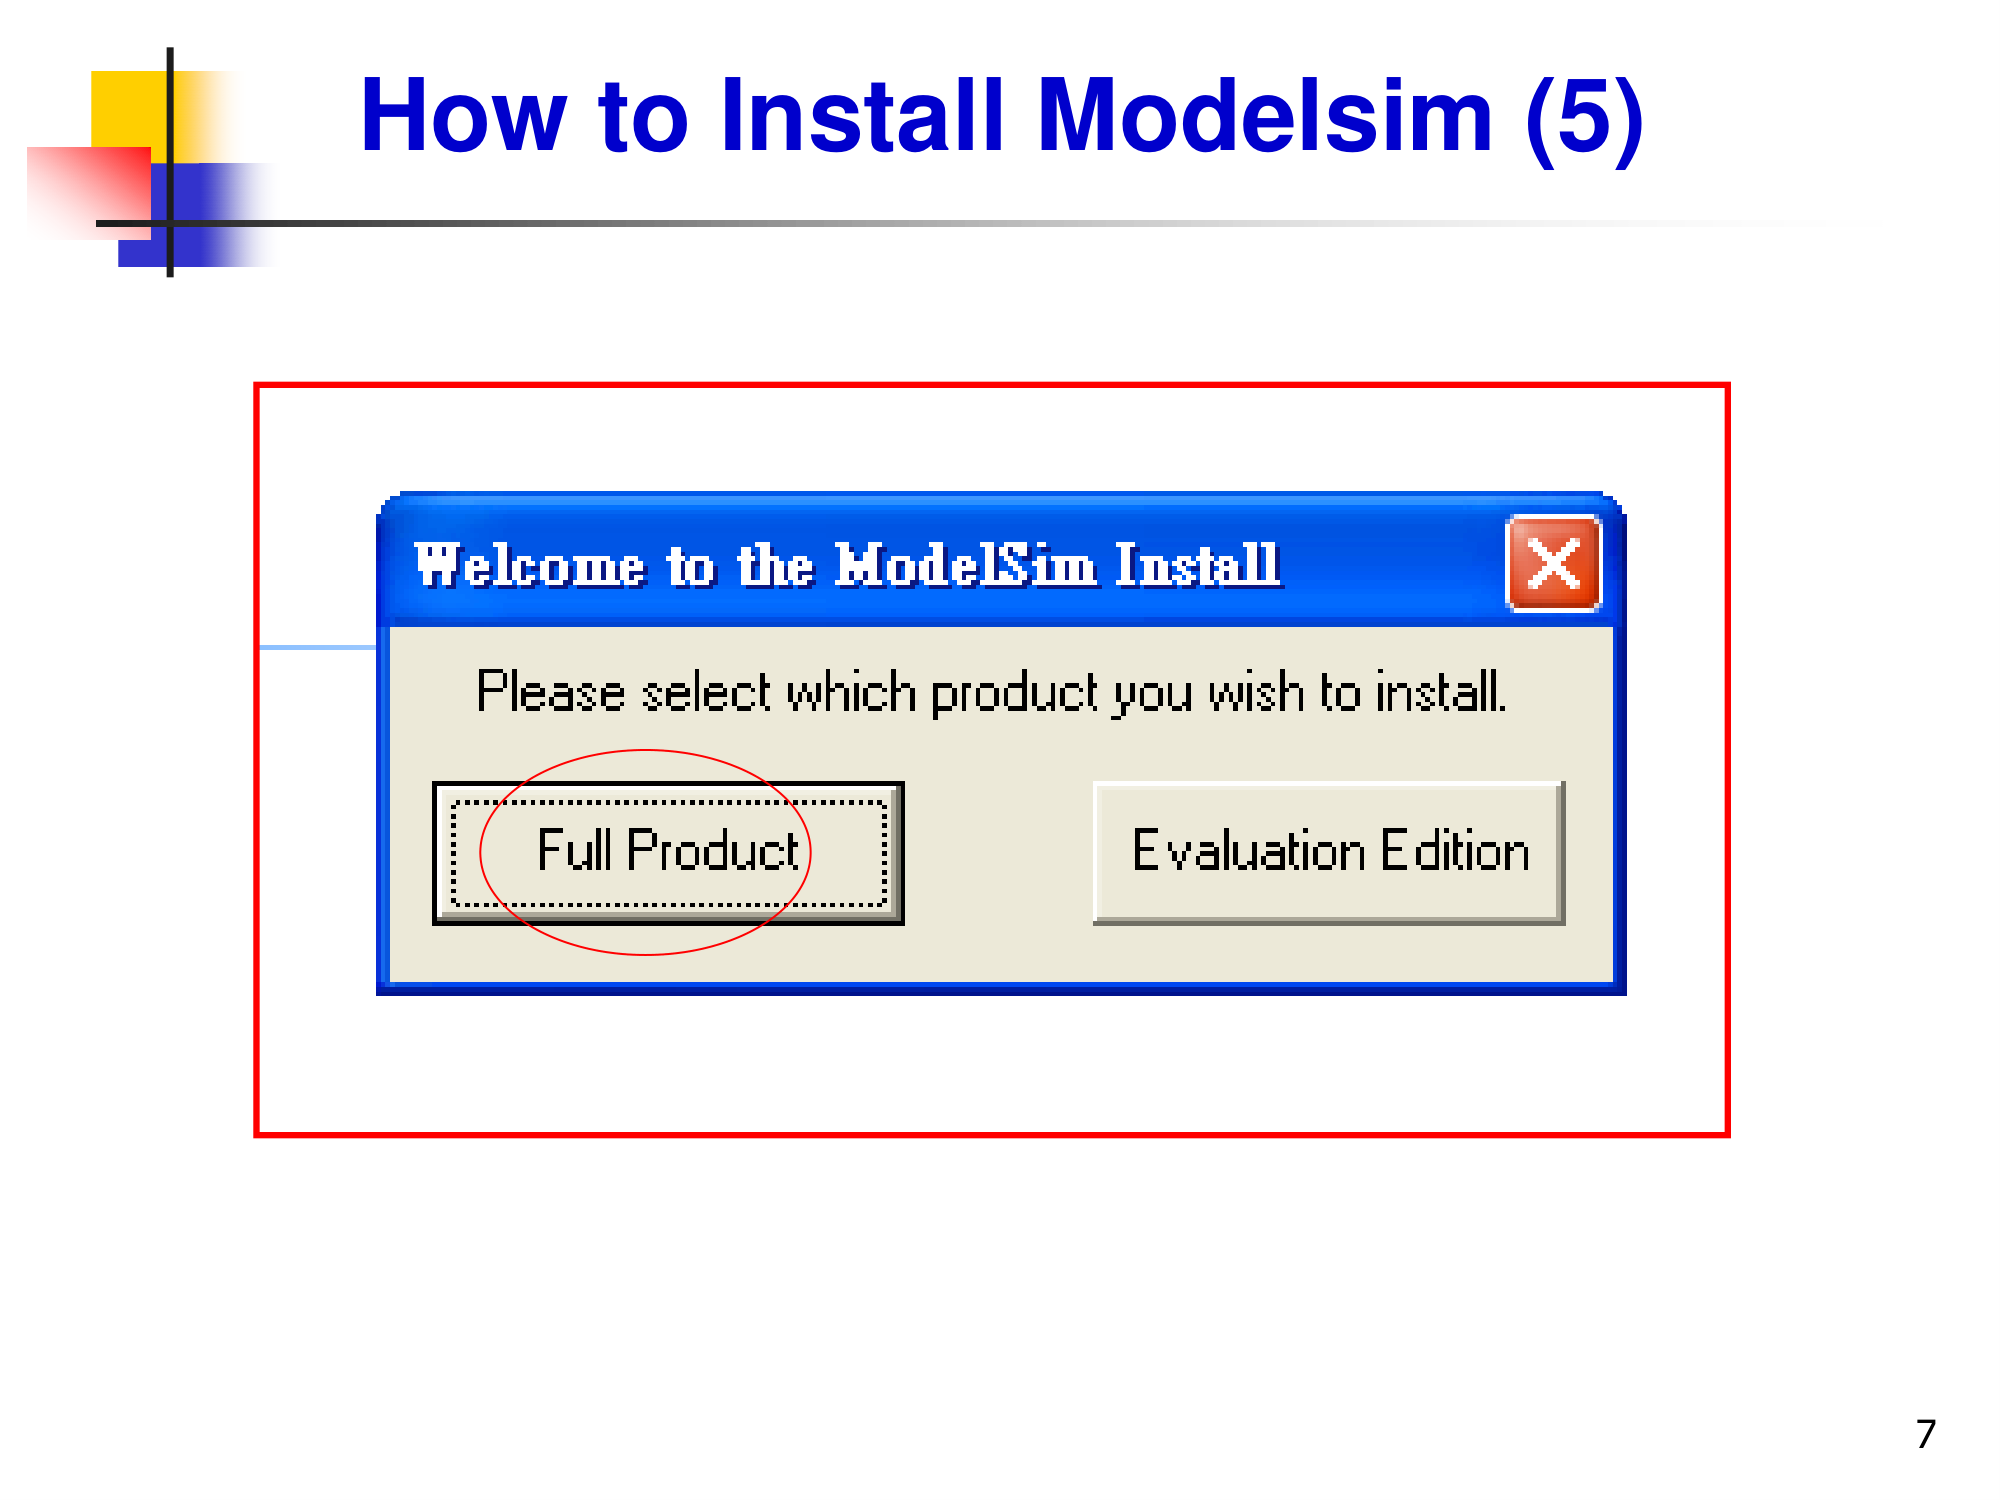 How to Install Modelsim (5)
Welcome to the ModelSim Install
Please select which product you wish to install.
Full Product
Evaluation Edition
7